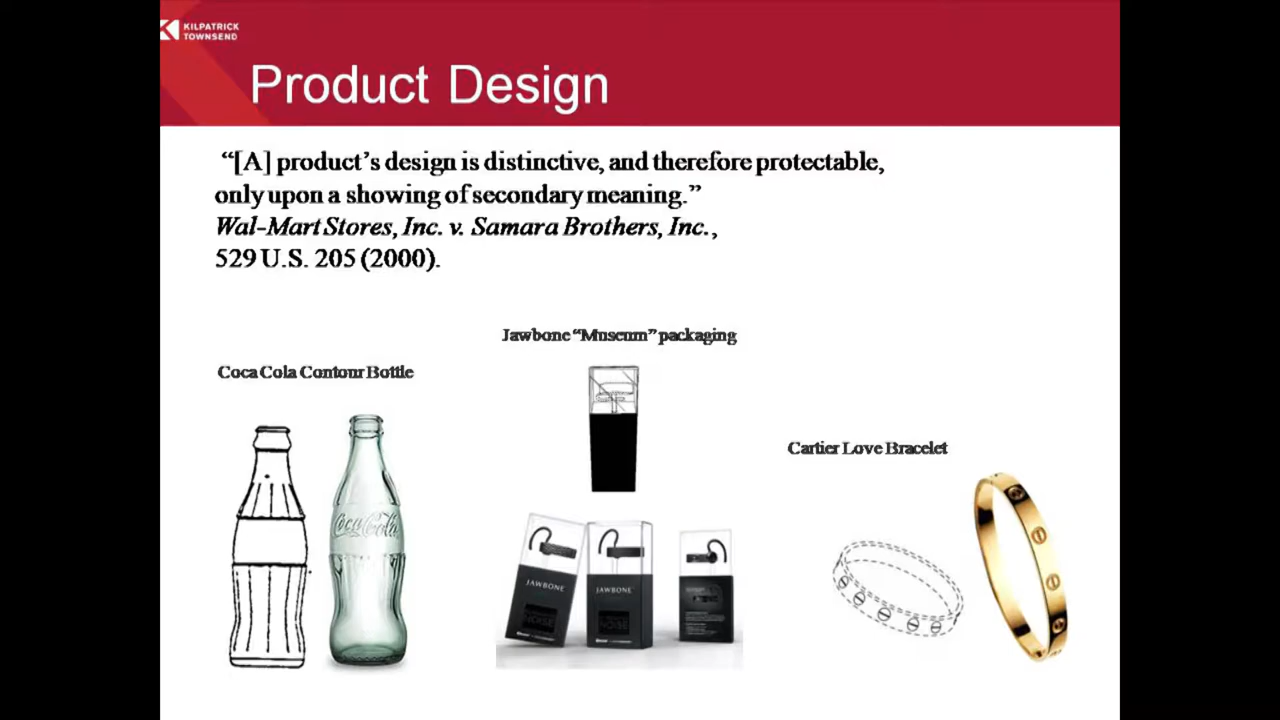 KILPATRICK
TOWNSEND
Product Design
“[A] product’s design is distinctive, and therefore protectable,
only upon a showing of secondary meaning.”
Wal-Mart Stores, Inc. v. Samara Brothers, Inc.,
529 U.S. 205 (2000).
Jawbone “Museum” packaging
Coca Cola Contour Bottle
Cartier Love Bracelet
Coca-Cola
JAWBONE
JAWBONE
NOISE
NOISE